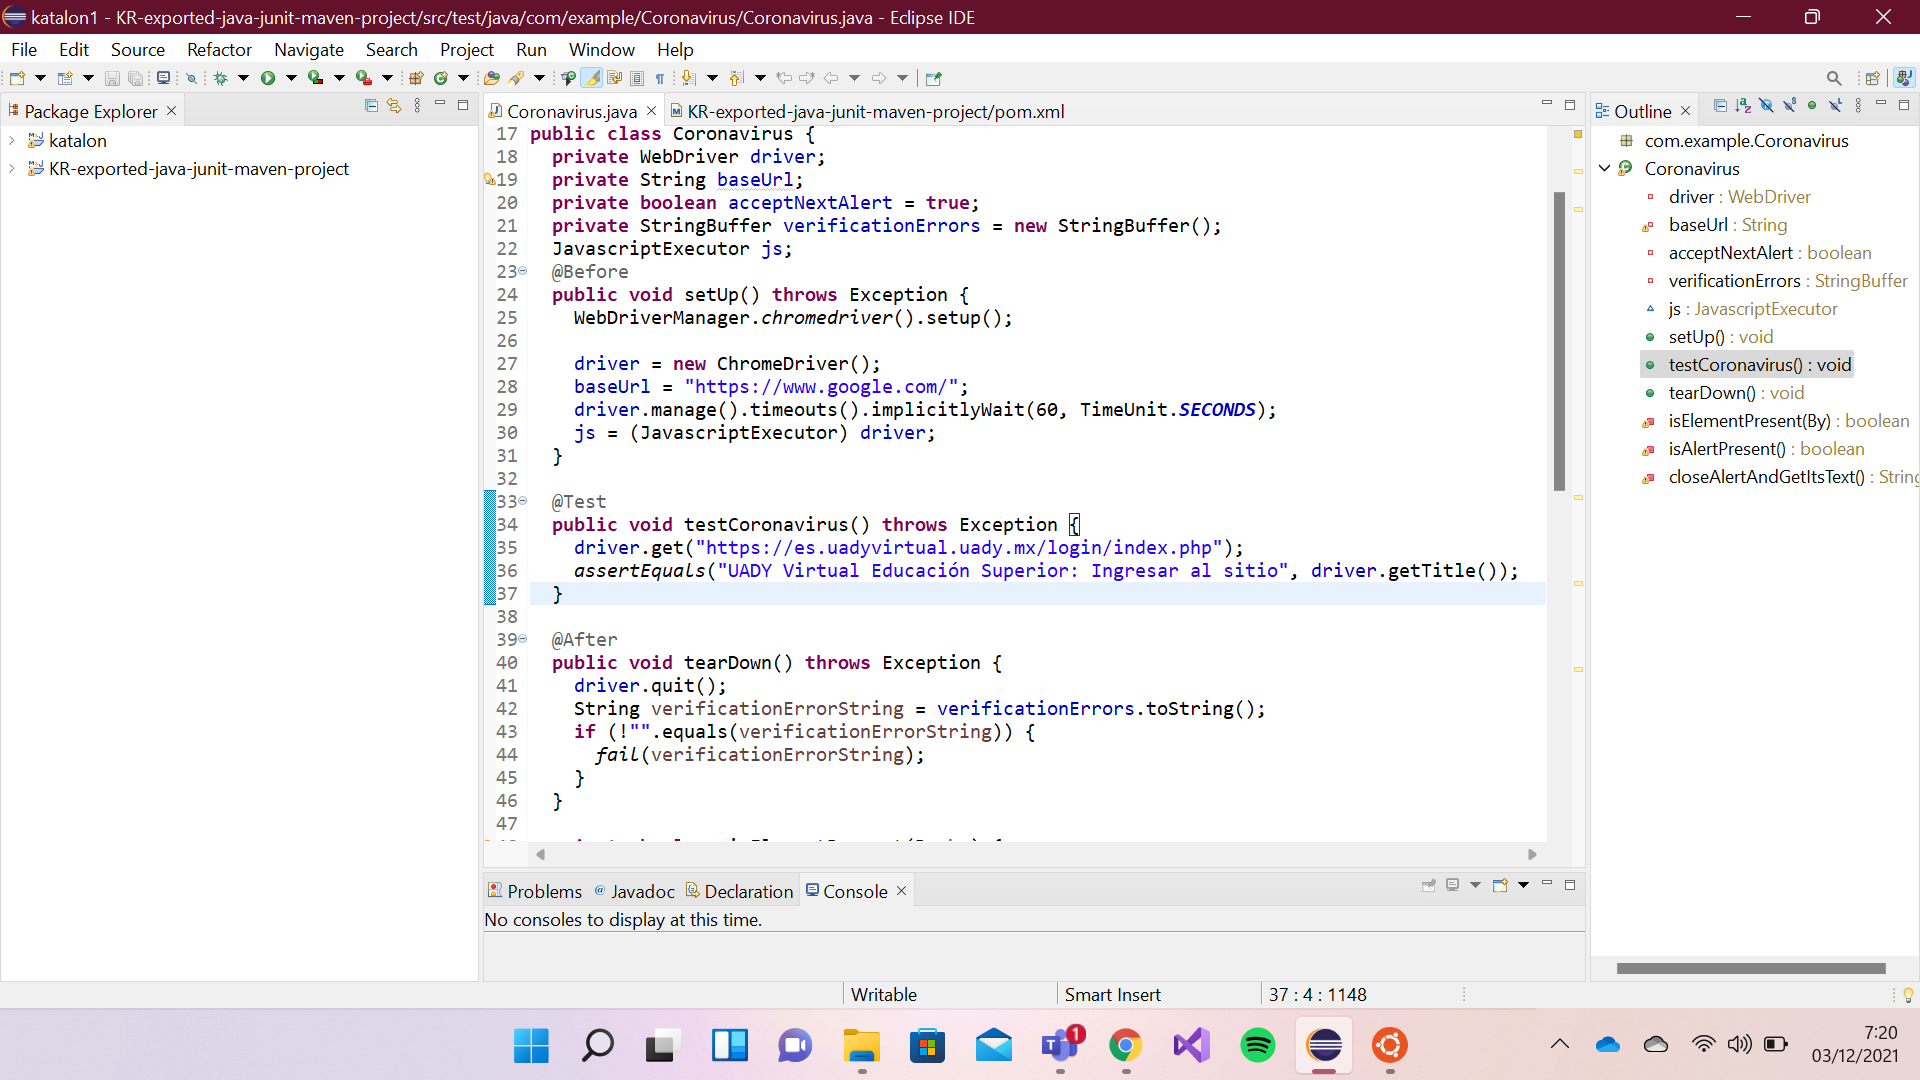 katalon1 - KR-exported-java-junit-maven-project/src/test/java/com/example/Coronavirus/Coronavirus.java - Eclipse IDE
File Edit Source Refactor Navigate Search Project Run Window Help
Package Explorer
katalon
KR-exported-java-junit-maven-project
Coronavirus.java
KR-exported-java-junit-maven-project/pom.xml
17 public class Coronavirus {
18 private WebDriver driver;
19 private String baseUrl;
20 private boolean acceptNextAlert = true;
21 private StringBuffer verificationErrors = new StringBuffer();
22 JavascriptExecutor js;
23 @Before
24 public void setUp() throws Exception {
25 WebDriverManager.chromedriver().setup();
26
27 driver = new ChromeDriver();
28 baseUrl = "https://www.google.com/";
29 driver.manage().timeouts().implicitlyWait(60, TimeUnit.SECONDS);
30 js = (JavascriptExecutor) driver;
31 }
32
33 @Test
34 public void testCoronavirus() throws Exception {
35 driver.get("https://es.uadyvirtual.uady.mx/login/index.php");
36 assertEquals("UADY Virtual Educación Superior: Ingresar al sitio", driver.getTitle());
37 }
38
39 @After
40 public void tearDown() throws Exception {
41 driver.quit();
42 String verificationErrorString = verificationErrors.toString();
43 if (!"".equals(verificationErrorString)) {
44 fail(verificationErrorString);
45 }
46 }
47
Outline
com.example.Coronavirus
Coronavirus
driver : WebDriver
baseUrl : String
acceptNextAlert : boolean
verificationErrors : StringBuffer
js : JavascriptExecutor
setUp() : void
testCoronavirus() : void
tearDown() : void
isElementPresent(By) : boolean
isAlertPresent() : boolean
closeAlertAndGetItsText() : String
Problems @ Javadoc Declaration Console
No consoles to display at this time.
Writable Smart Insert 37 : 4 : 1148
1
7:20
03/12/2021